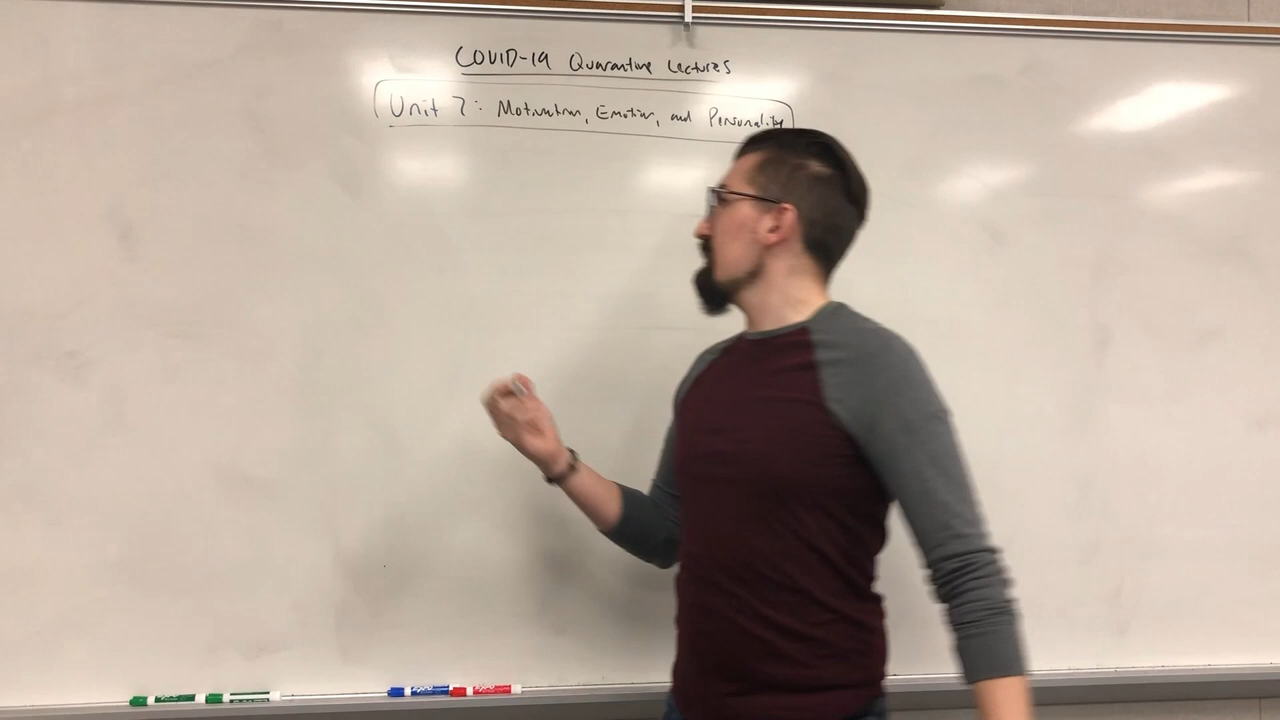 COVID-19 Quarantine Lectures
Unit 7: Motivation, Emotion, and Personality